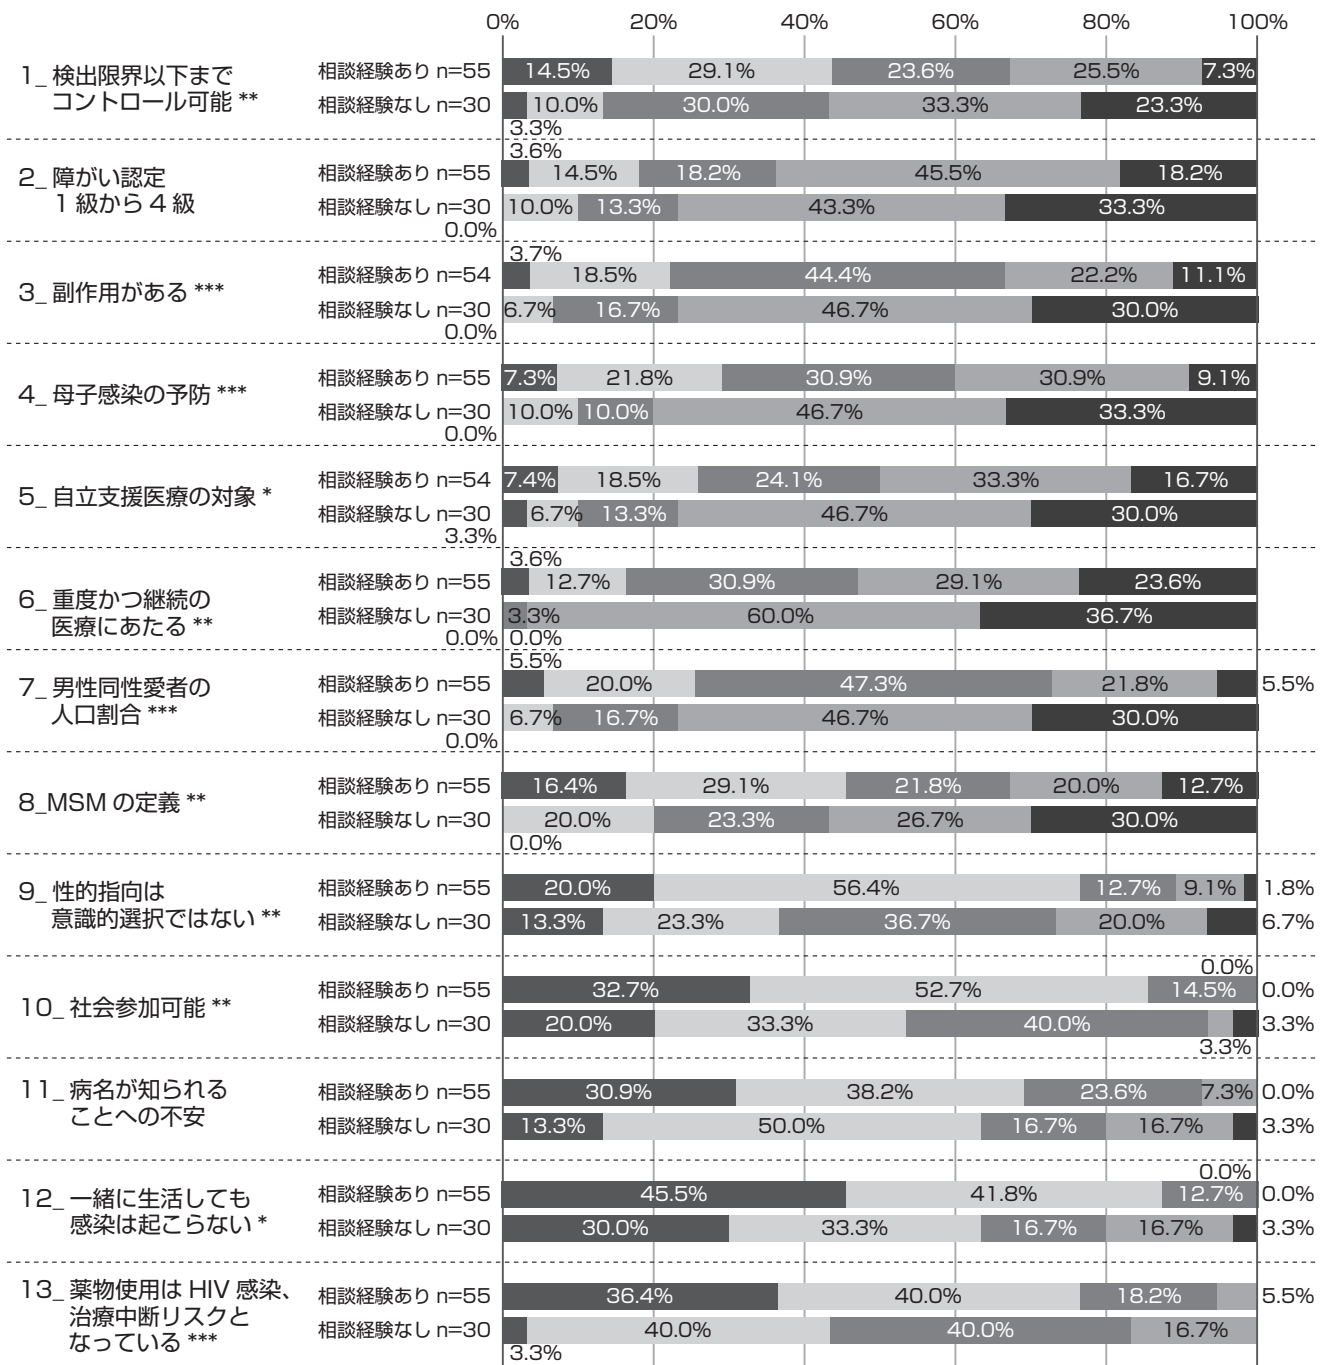 0% 20% 40% 60% 80% 100%
1_ 検出限界以下まで
コントロール可能 **
相談経験あり n=55 14.5% 29.1% 23.6% 25.5% 7.3%
相談経験なし n=30 10.0% 30.0% 33.3% 23.3%
3.3%
3.6%
2_ 障がい認定
1 級から 4 級
相談経験あり n=55 14.5% 18.2% 45.5% 18.2%
相談経験なし n=30 10.0% 13.3% 43.3% 33.3%
0.0%
3.7%
3_ 副作用がある ***
相談経験あり n=54 18.5% 44.4% 22.2% 11.1%
相談経験なし n=30 6.7% 16.7% 46.7% 30.0%
0.0%
4_ 母子感染の予防 ***
相談経験あり n=55 7.3% 21.8% 30.9% 30.9% 9.1%
相談経験なし n=30 10.0% 10.0% 46.7% 33.3%
0.0%
5_ 自立支援医療の対象 *
相談経験あり n=54 7.4% 18.5% 24.1% 33.3% 16.7%
相談経験なし n=30 6.7% 13.3% 46.7% 30.0%
3.3%
3.6%
6_ 重度かつ継続の
医療にあたる **
相談経験あり n=55 12.7% 30.9% 29.1% 23.6%
相談経験なし n=30 3.3% 60.0% 36.7%
0.0% 0.0%
5.5%
7_ 男性同性愛者の
人口割合 ***
相談経験あり n=55 20.0% 47.3% 21.8% 5.5%
相談経験なし n=30 6.7% 16.7% 46.7% 30.0%
0.0%
8_MSM の定義 **
相談経験あり n=55 16.4% 29.1% 21.8% 20.0% 12.7%
相談経験なし n=30 20.0% 23.3% 26.7% 30.0%
0.0%
9_ 性的指向は
意識的選択ではない **
相談経験あり n=55 20.0% 56.4% 12.7% 9.1% 1.8%
相談経験なし n=30 13.3% 23.3% 36.7% 20.0% 6.7%
0.0%
10_ 社会参加可能 **
相談経験あり n=55 32.7% 52.7% 14.5% 0.0%
相談経験なし n=30 20.0% 33.3% 40.0% 3.3%
3.3%
11_ 病名が知られる
ことへの不安
相談経験あり n=55 30.9% 38.2% 23.6% 7.3% 0.0%
相談経験なし n=30 13.3% 50.0% 16.7% 16.7% 3.3%
0.0%
12_ 一緒に生活しても
感染は起こらない *
相談経験あり n=55 45.5% 41.8% 12.7% 0.0%
相談経験なし n=30 30.0% 33.3% 16.7% 16.7% 3.3%
13_ 薬物使用は HIV 感染、
治療中断リスクと
なっている ***
相談経験あり n=55 36.4% 40.0% 18.2% 5.5%
相談経験なし n=30 40.0% 40.0% 16.7%
3.3%